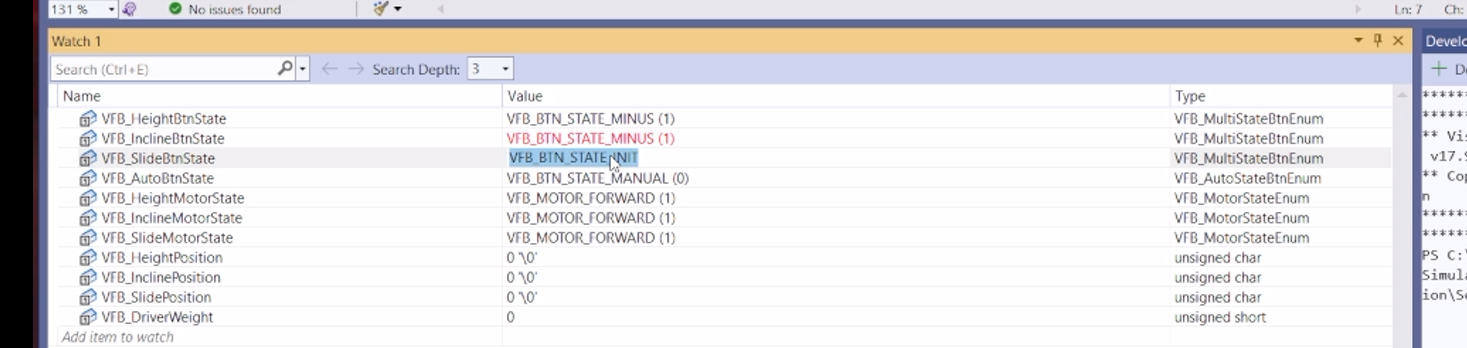 131 % No issues found Ln: 7 Ch:
Watch 1 Develo
Search (Ctrl+E) Search Depth: 3
Name Value Type
VFB_HeightBtnState VFB_BTN_STATE_MINUS (1) VFB_MultiStateBtnEnum
VFB_InclineBtnState VFB_BTN_STATE_MINUS (1) VFB_MultiStateBtnEnum
VFB_SlideBtnState VFB_BTN_STATE_INIT VFB_MultiStateBtnEnum
VFB_AutoBtnState VFB_BTN_STATE_MANUAL (0) VFB_AutoStateBtnEnum
VFB_HeightMotorState VFB_MOTOR_FORWARD (1) VFB_MotorStateEnum
VFB_InclineMotorState VFB_MOTOR_FORWARD (1) VFB_MotorStateEnum
VFB_SlideMotorState VFB_MOTOR_FORWARD (1) VFB_MotorStateEnum
VFB_HeightPosition 0 '\0' unsigned char
VFB_InclinePosition 0 '\0' unsigned char
VFB_SlidePosition 0 '\0' unsigned char
VFB_DriverWeight 0 unsigned short
Add item to watch
+ De
*****
*****
** Vis
v17.9
** Cop
n
*****
*****
PS C:\
Simula
ion\Se